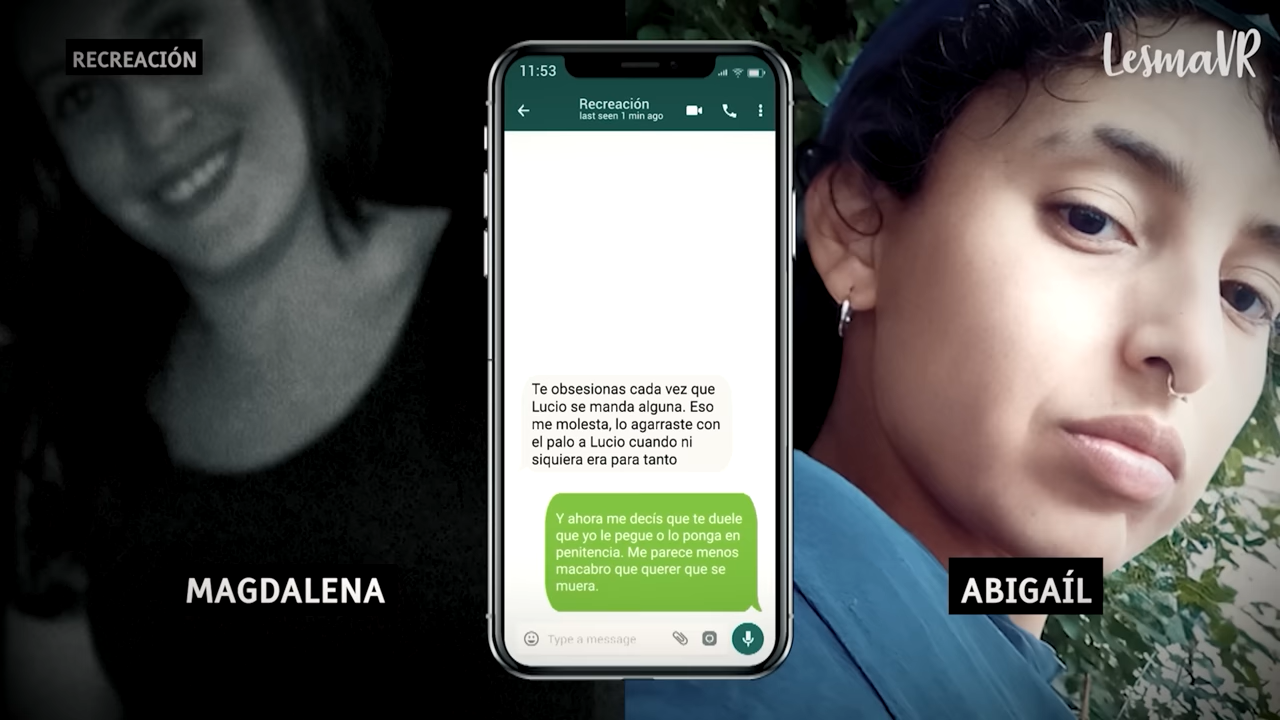 RECREACIÓN
LesmaVR
11:53
Recreación
last seen 1 min ago
Te obsesionas cada vez que
Lucio se manda alguna. Eso
me molesta, lo agarraste con
el palo a Lucio cuando ni
siquiera era para tanto
Y ahora me decís que te duele
que yo le pegue o lo ponga en
penitencia. Me parece menos
macabro que querer que se
muera.
Type a message
MAGDALENA
ABIGAÍL